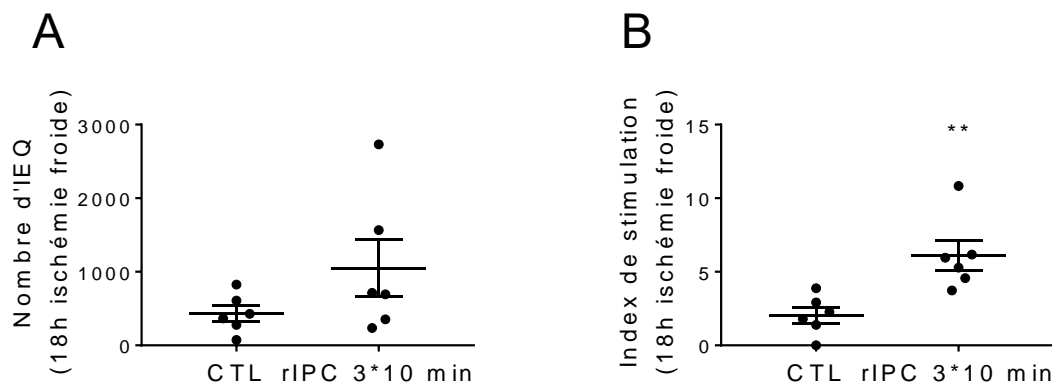 A
Nombre d'IEQ
(18h ischémie froide)
3000
2000
1000
0
CTL
rIPC 3*10 min
B
Index de stimulation
(18h ischémie froide)
15
**
10
5
0
CTL
rIPC 3*10 min